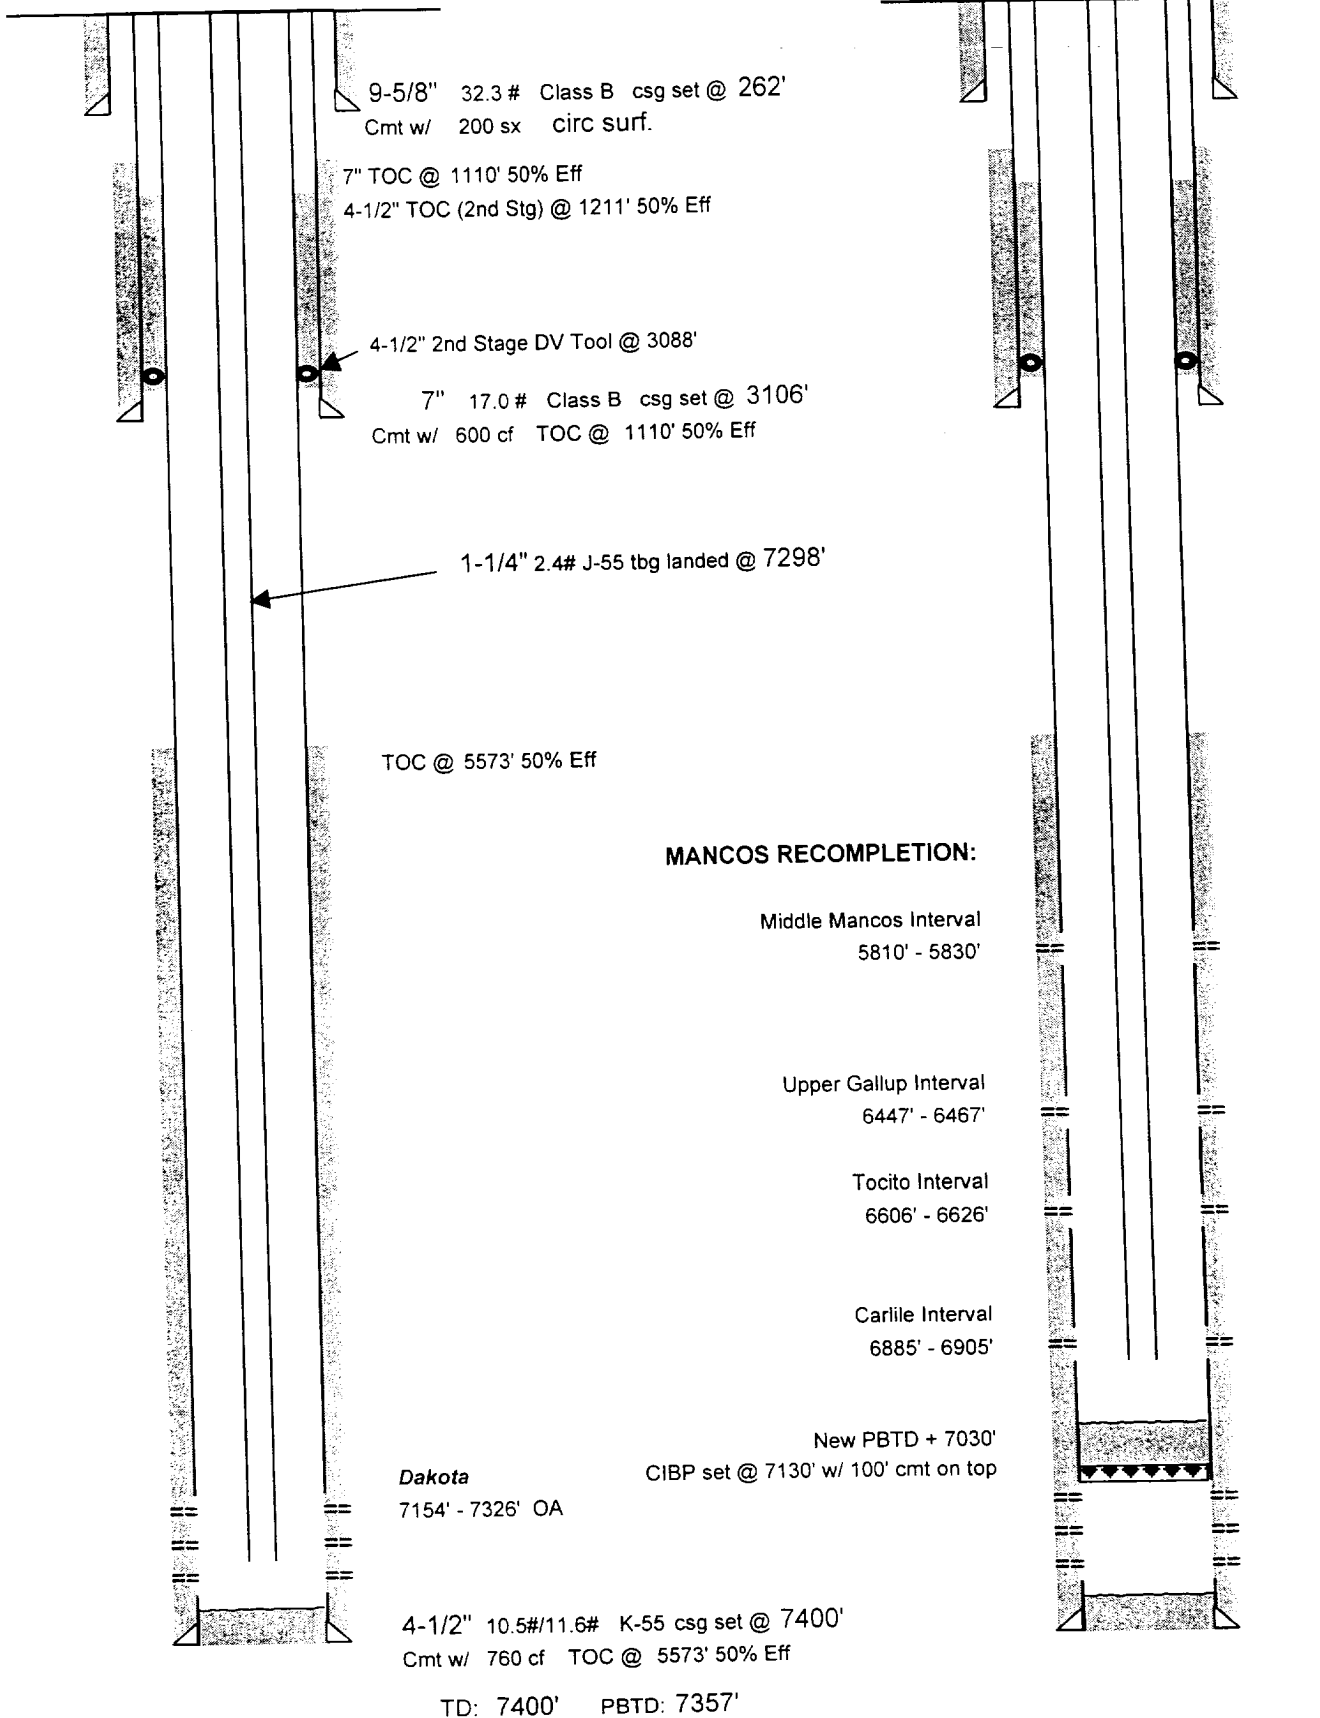 9-5/8" 32.3 # Class B csg set @ 262'
Cmt w/ 200 sx circ surf.
7" TOC @ 1110' 50% Eff
4-1/2" TOC (2nd Stg) @ 1211' 50% Eff
4-1/2" 2nd Stage DV Tool @ 3088'
7" 17.0 # Class B csg set @ 3106'
Cmt w/ 600 cf TOC @ 1110' 50% Eff
1-1/4" 2.4# J-55 tbg landed @ 7298'
TOC @ 5573' 50% Eff
MANCOS RECOMPLETION:
Middle Mancos Interval
5810' - 5830'
Upper Gallup Interval
6447' - 6467'
Tocito Interval
6606' - 6626'
Carlile Interval
6885' - 6905'
New PBTD + 7030'
CIBP set @ 7130' w/ 100' cmt on top
Dakota
7154' - 7326' OA
4-1/2" 10.5#/11.6# K-55 csg set @ 7400'
Cmt w/ 760 cf TOC @ 5573' 50% Eff
TD: 7400' PBTD: 7357'